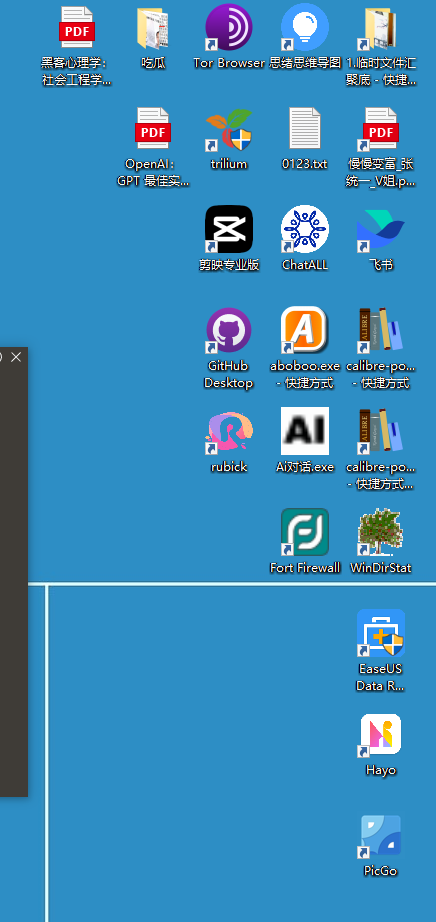 PDF
黑客心理学:
社会工程学...
吃瓜
Tor Browser
思绪思维导图
1.临时文件汇
聚底 - 快捷...
PDF
OpenAI:
GPT 最佳实...
trilium
0123.txt
PDF
慢慢变富_张
统一_V姐.p...
剪映专业版
ChatALL
飞书
GitHub
Desktop
A
aboboo.exe
- 快捷方式
CALIBRE
calibre-po...
- 快捷方式
rubick
AI
Ai对话.exe
CALIBRE
calibre-po...
- 快捷方式...
Fort Firewall
WinDirStat
EaseUS
Data R...
Hayo
PicGo